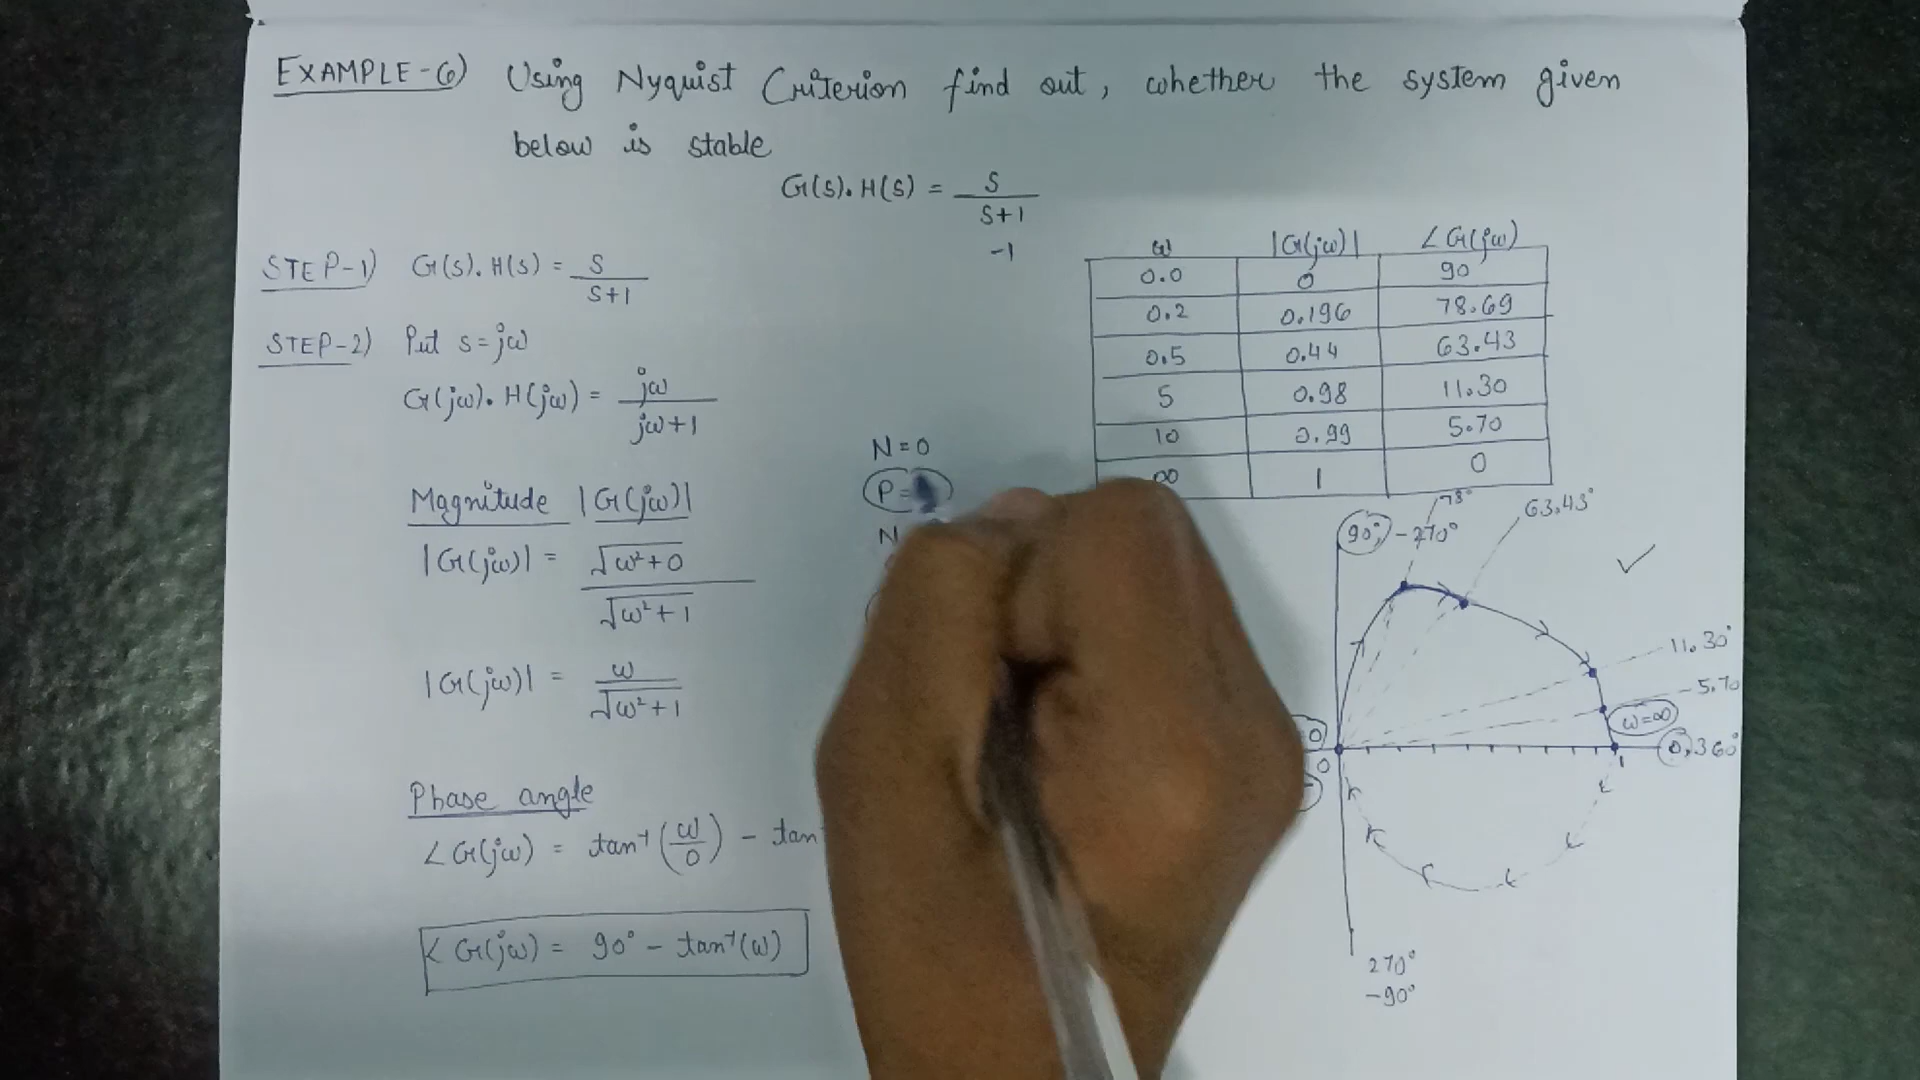 EXAMPLE-6) Using Nyquist Criterion find out, whether the system given
below is stable
G(s).H(s) = s / s+1
-1
STEP-1) G(s).H(s) = s / s+1
STEP-2) Put s=jω
G(jω).H(jω) = jω / jω+1
Magnitude |G(jω)|
|G(jω)| = √ω²+0 / √ω²+1
|G(jω)| = ω / √ω²+1
Phase angle
∠G(jω) = tan⁻¹(ω/0) - tan
∠G(jω) = 90° - tan⁻¹(ω)
N=0
P=
N
ω |G(jω)| ∠G(jω)
0.0 0 90
0.2 0.196 78.69
0.5 0.44 63.43
5 0.98 11.30
10 0.99 5.70
∞ 1 0
90°, -270°
78°
63.43°
11.30°
5.70
ω=∞
0, 360°
0
0
1
270°
-90°